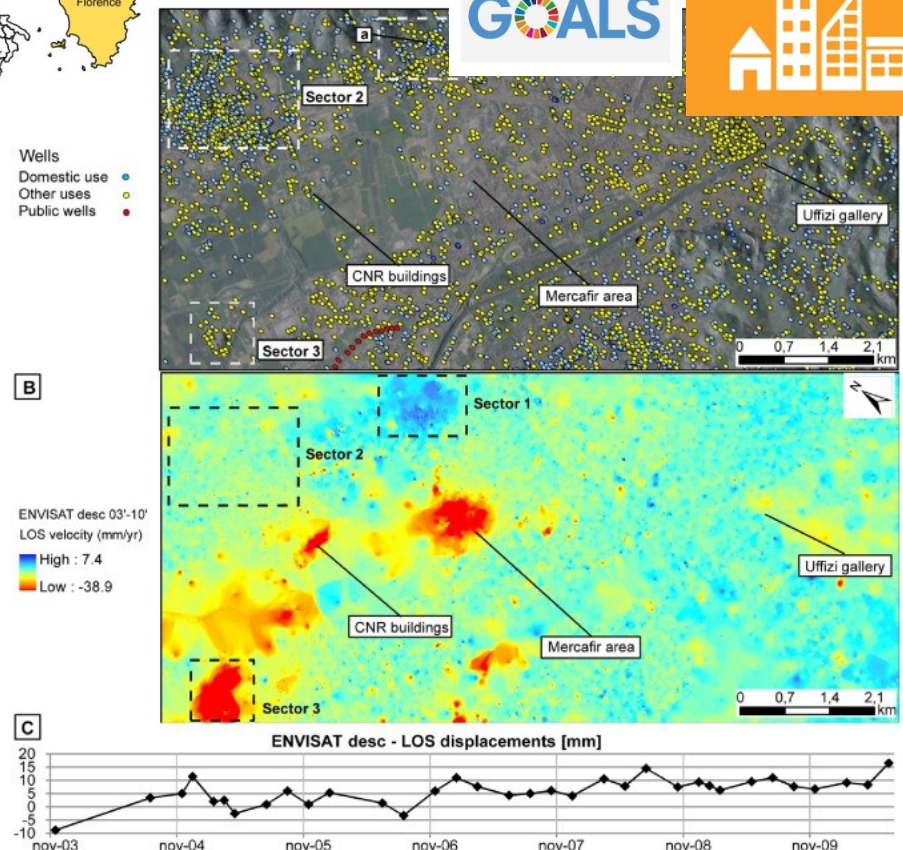 Florence
GOALS
a
Sector 2
Wells
Domestic use
Other uses
Public wells
Uffizi gallery
CNR buildings
Mercafir area
Sector 3
0 0,7 1,4 2,1
km
B
N
Sector 1
Sector 2
ENVISAT desc 03'-10'
LOS velocity (mm/yr)
High : 7.4
Low : -38.9
Uffizi gallery
CNR buildings
Mercafir area
Sector 3
0 0,7 1,4 2,1
km
C
ENVISAT desc - LOS displacements [mm]
20
15
10
5
0
-5
-10
nov-03 nov-04 nov-05 nov-06 nov-07 nov-08 nov-09